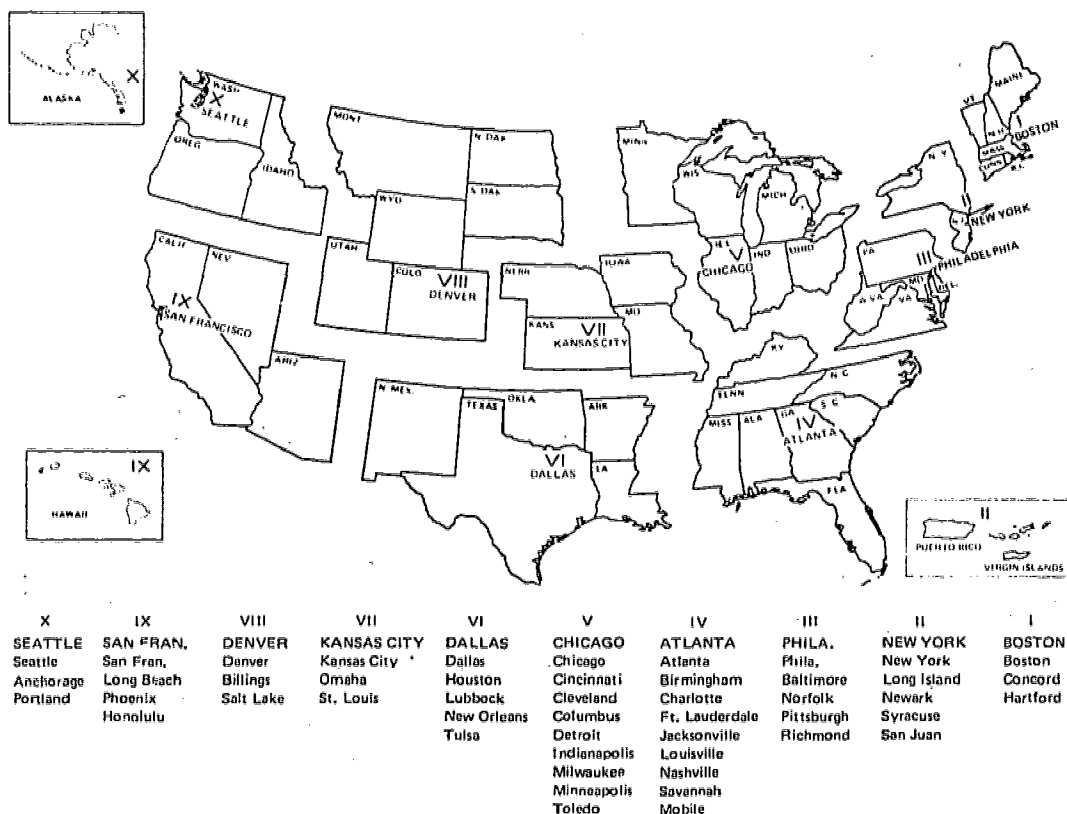 ALASKA
X
WASH
X
SEATTLE
OREG
IDAHO
MONT
WYO
N. DAK
S. DAK
MINN
WIS
MICH
VT
N.H.
MAINE
I
BOSTON
MASS
CONN
R.I.
N.Y.
II
NEW YORK
N.J.
CALIF
NEV
UTAH
COLO
VIII
DENVER
IX
SAN FRANCISCO
ARIZ
NEBR
IOWA
KANS
MO
VII
KANSAS CITY
ILL
V
CHICAGO
IND
OHIO
PA
III
PHILADELPHIA
MD
DEL.
W.VA
VA
KY
TENN
N.C.
S.C.
MISS
ALA
GA
IV
ATLANTA
FLA
N. MEX.
TEXAS
OKLA
ARK
LA
VI
DALLAS
IX
HAWAII
II
PUERTO RICO
VIRGIN ISLANDS
X IX VIII VII VI V IV III II I
SEATTLE SAN FRAN. DENVER KANSAS CITY DALLAS CHICAGO ATLANTA PHILA. NEW YORK BOSTON
Seattle San Fran. Denver Kansas City Dallas Chicago Atlanta Phila. New York Boston
Anchorage Long Beach Billings Omaha Houston Cincinnati Birmingham Baltimore Long Island Concord
Portland Phoenix Salt Lake St. Louis Lubbock Cleveland Charlotte Norfolk Newark Hartford
Honolulu New Orleans Columbus Ft. Lauderdale Pittsburgh Syracuse
Tulsa Detroit Jacksonville Richmond San Juan
Indianapolis Louisville
Milwaukee Nashville
Minneapolis Savannah
Toledo Mobile